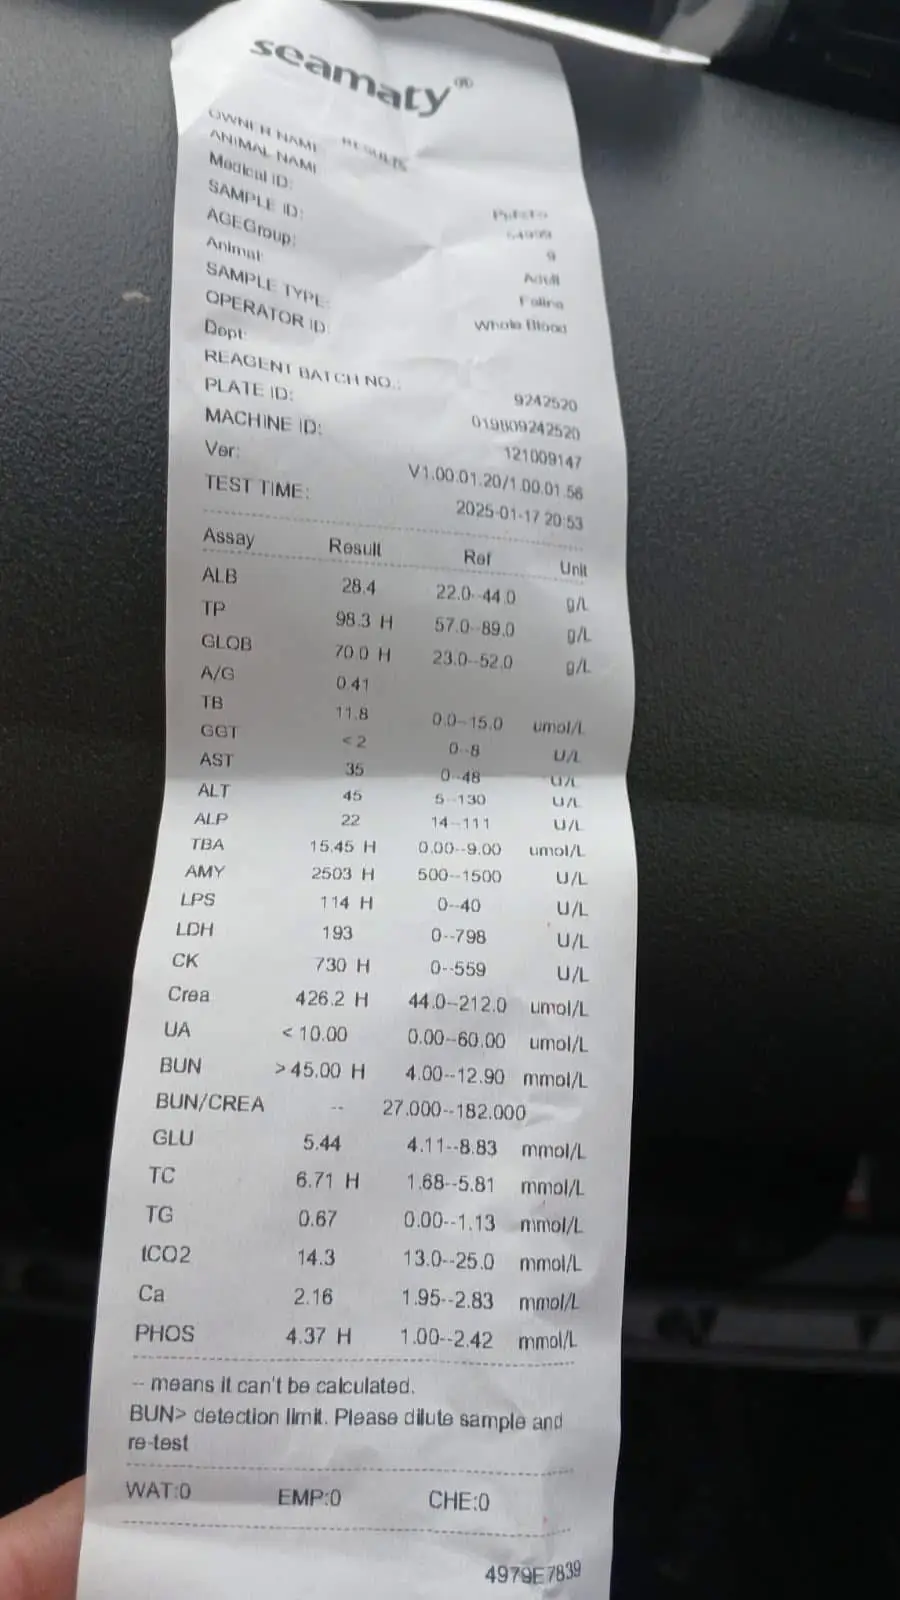 seamaty®
RESULTS
OWNER NAME
ANIMAL NAME
Medical ID:
SAMPLE ID: 9
AGEGroup: Adult
Animal: Feline
SAMPLE TYPE: Whole Blood
OPERATOR ID:
Dept:
REAGENT BATCH NO.: 9242520
PLATE ID: 019809242520
MACHINE ID: 121009147
Ver: V1.00.01.20/1.00.01.56
TEST TIME: 2025-01-17 20:53
Assay Result Ref Unit
ALB 28.4 22.0--44.0 g/L
TP 98.3 H 57.0--89.0 g/L
GLOB 70.0 H 23.0--52.0 g/L
A/G 0.41
TB 11.8 0.0--15.0 umol/L
GGT <2 0--8 U/L
AST 35 0--48 U/L
ALT 45 5--130 U/L
ALP 22 14--111 U/L
TBA 15.45 H 0.00--9.00 umol/L
AMY 2503 H 500--1500 U/L
LPS 114 H 0--40 U/L
LDH 193 0--798 U/L
CK 730 H 0--559 U/L
Crea 426.2 H 44.0--212.0 umol/L
UA <10.00 0.00--60.00 umol/L
BUN >45.00 H 4.00--12.90 mmol/L
BUN/CREA -- 27.000--182.000
GLU 5.44 4.11--8.83 mmol/L
TC 6.71 H 1.68--5.81 mmol/L
TG 0.67 0.00--1.13 mmol/L
tCO2 14.3 13.0--25.0 mmol/L
Ca 2.16 1.95--2.83 mmol/L
PHOS 4.37 H 1.00--2.42 mmol/L
-- means it can't be calculated.
BUN> detection limit. Please dilute sample and
re-test
WAT:0 EMP:0 CHE:0
4979E7839